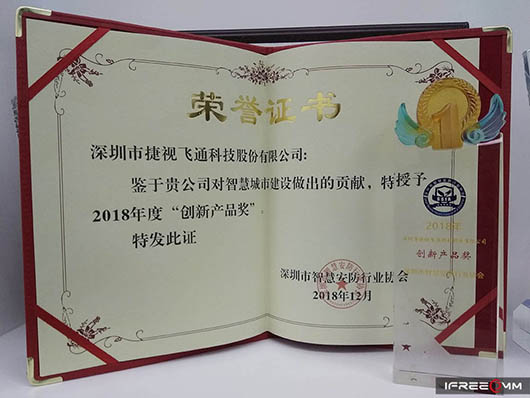 荣誉证书
深圳市捷视飞通科技股份有限公司:
鉴于贵公司对智慧城市建设做出的贡献,特授予
2018年度“创新产品奖”。
特发此证
深圳市智慧安防行业协会
2018年12月
1
2018年
创新产品奖
IFREECOMM